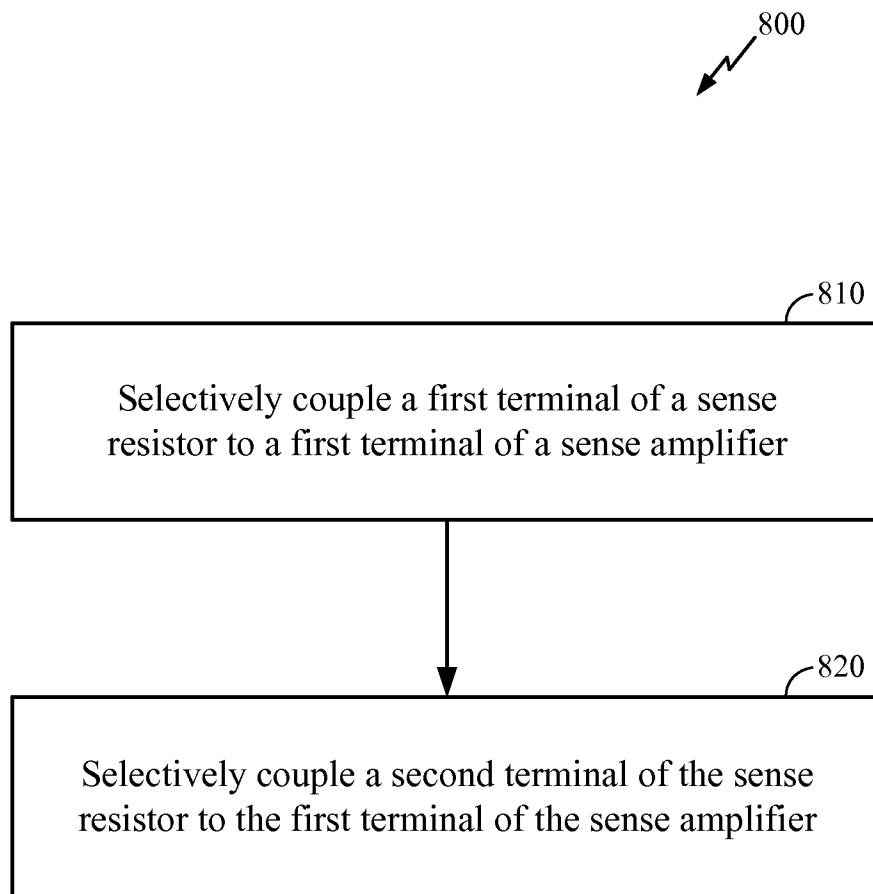 800
810
Selectively couple a first terminal of a sense
resistor to a first terminal of a sense amplifier
820
Selectively couple a second terminal of the sense
resistor to the first terminal of the sense amplifier